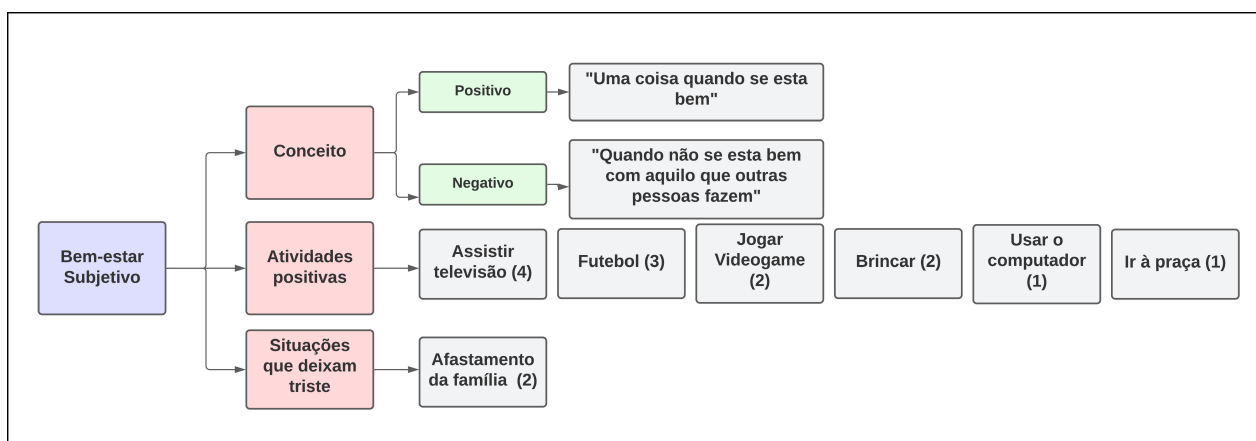 Positivo
"Uma coisa quando se esta
bem"
Conceito
Negativo
"Quando não se esta bem
com aquilo que outras
pessoas fazem"
Bem-estar
Subjetivo
Atividades
positivas
Assistir
televisão (4)
Futebol (3)
Jogar
Videogame
(2)
Brincar (2)
Usar o
computador
(1)
Ir à praça (1)
Situações
que deixam
triste
Afastamento
da família (2)